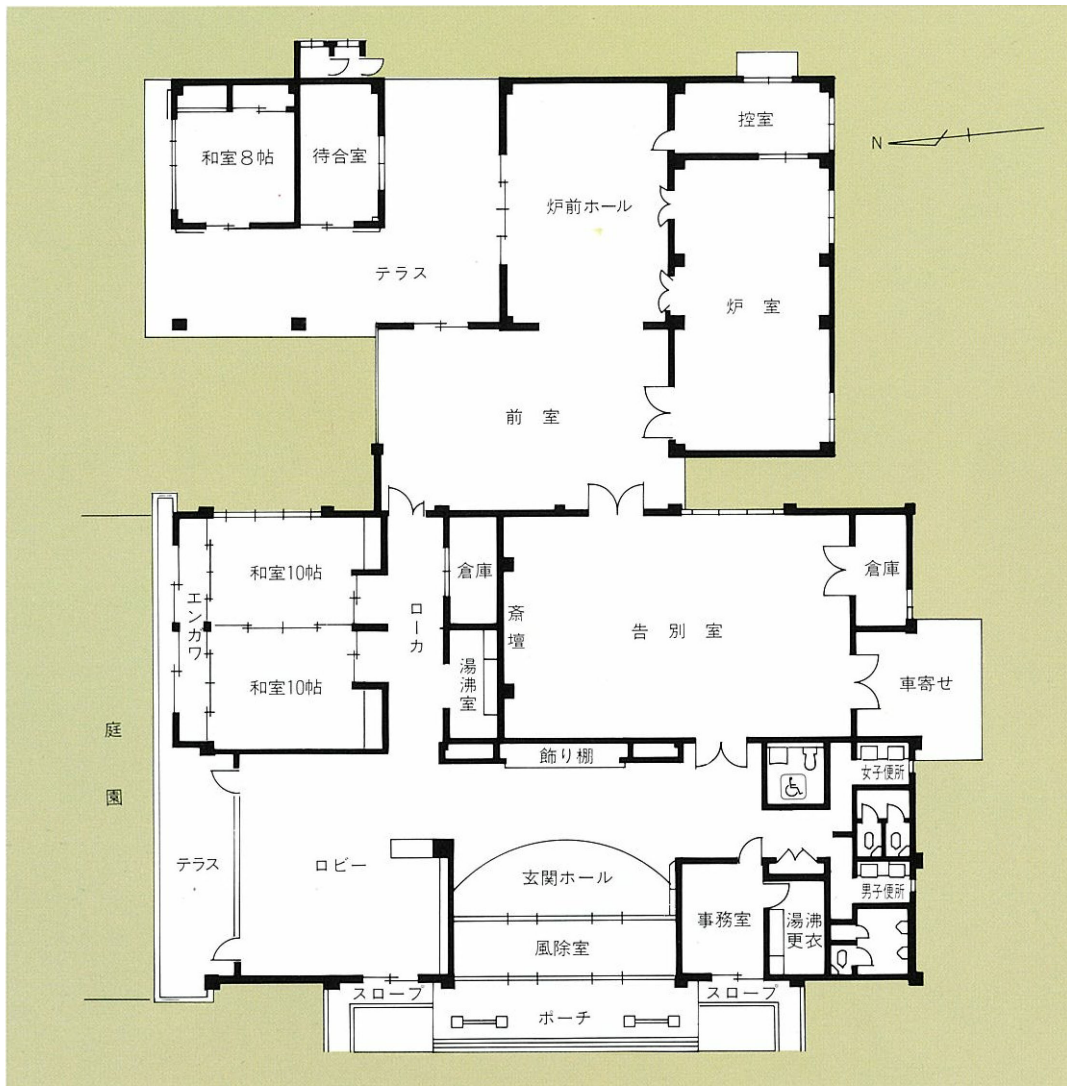 控室
和室8帖
待合室
N
炉前ホール
テラス
炉室
前室
和室10帖
倉庫
倉庫
エンガワ
ローカ
斎壇
告別室
湯沸室
車寄せ
和室10帖
庭園
飾り棚
女子便所
テラス
ロビー
玄関ホール
男子便所
事務室
湯沸
更衣
風除室
スロープ
スロープ
ポーチ